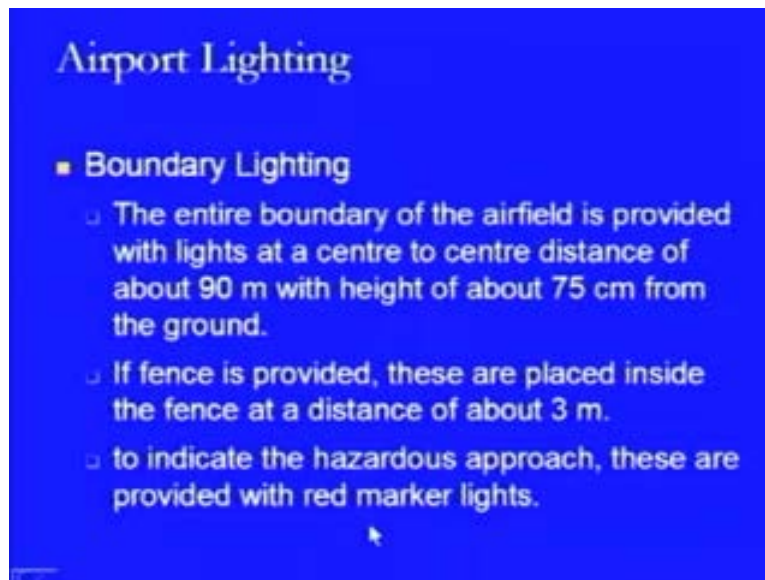 Airport Lighting
Boundary Lighting
The entire boundary of the airfield is provided
with lights at a centre to centre distance of
about 90 m with height of about 75 cm from
the ground.
If fence is provided, these are placed inside
the fence at a distance of about 3 m.
to indicate the hazardous approach, these are
provided with red marker lights.